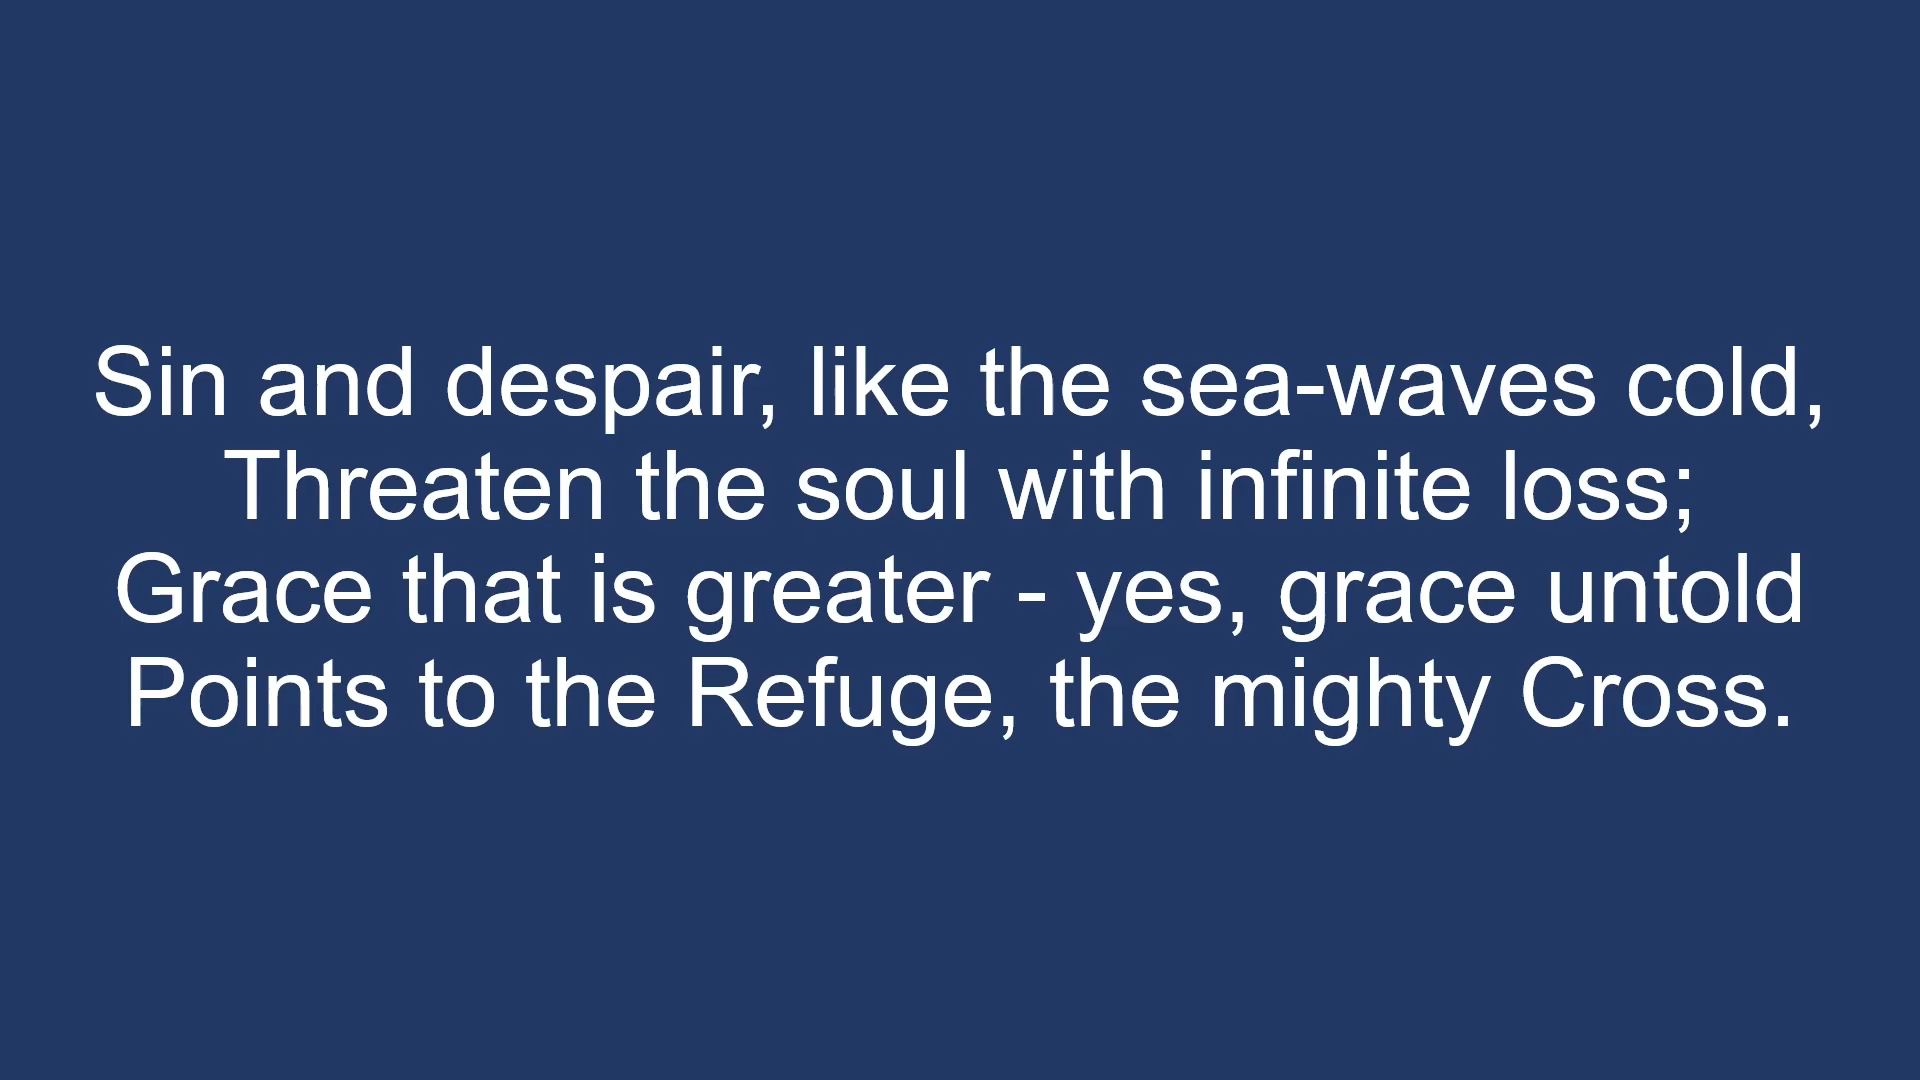 Sin and despair, like the sea-waves cold,
Threaten the soul with infinite loss;
Grace that is greater - yes, grace untold
Points to the Refuge, the mighty Cross.